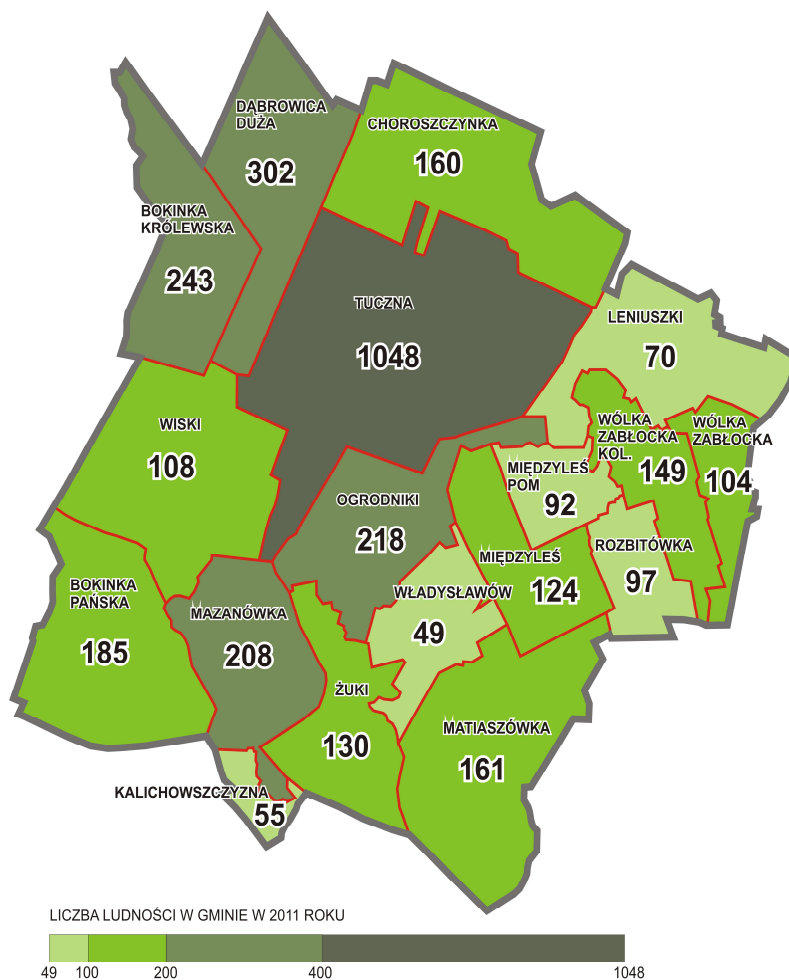 DĄBROWICA
DUŻA
302
CHOROSZCZYNKA
160
BOKINKA
KRÓLEWSKA
243
TUCZNA
1048
LENIUSZKI
70
WISKI
108
WÓLKA
ZABŁOCKA
KOL.
149
WÓLKA
ZABŁOCKA
104
MIĘDZYLEŚ
POM
92
OGRODNIKI
218
MIĘDZYLEŚ
124
ROZBITÓWKA
97
BOKINKA
PAŃSKA
185
MAZANÓWKA
208
WŁADYSŁAWÓW
49
ŻUKI
130
MATIASZÓWKA
161
KALICHOWSZCZYZNA
55
LICZBA LUDNOŚCI W GMINIE W 2011 ROKU
49 100 200 400 1048